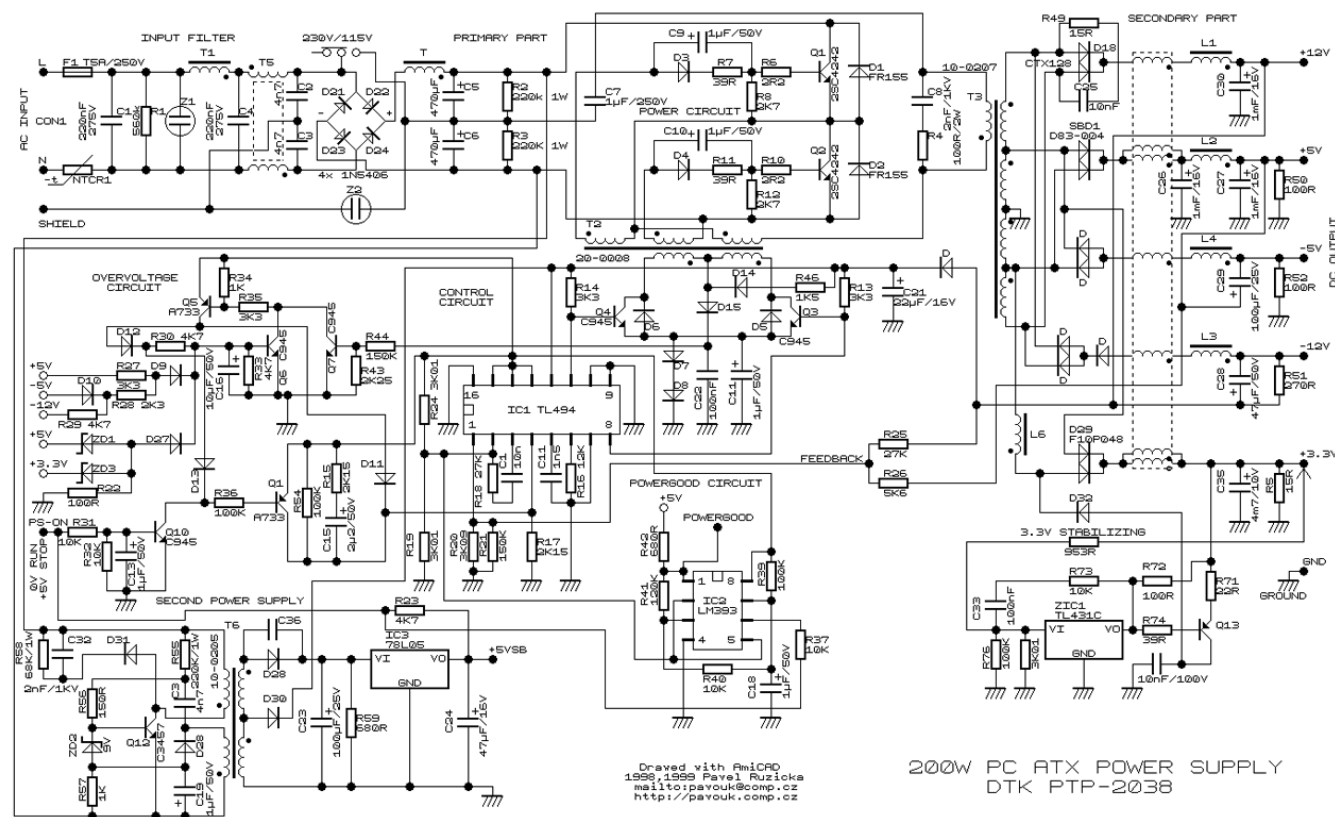 INPUT FILTER
230V/115V
PRIMARY PART
SECONDARY PART
AC INPUT
CON1
L
F1 T5A/250V
T1
T5
T
C1
220nF
275V
R1
560k
Z1
220nF
275V
C4
C2
4n7
4n7
C3
D21
D22
D23
D24
4x 1N5406
N
-t
NTCR1
Z2
SHIELD
470µF
C5
470µF
C6
R2
220k 1W
R3
220K 1W
C7
1µF/250V
C9
1µF/50V
D3
R7
39R
R6
2R2
R8
2K7
Q1
2SC4242
D1
FR155
POWER CIRCUIT
C10
1µF/50V
D4
R11
39R
R10
2R2
R12
2K7
Q2
2SC4242
D2
FR155
10-0207
T3
C8
2nF/1KV
R4
100R/2W
T2
20-0008
R49
15R
D18
CTX128
C25
10nF
SBD1
D83-004
L1
C30
1mF/16V
+12V
L2
C26
1mF/16V
C27
1mF/16V
R50
100R
+5V
L4
C29
100µF/25V
R52
100R
-5V
DC OUTPUT
D
D
D
D
L3
C28
47µF/50V
R51
270R
-12V
L6
D29
F10P048
+3.3V
C35
4m7/10V
R5
15R
D32
3.3V STABILIZING
953R
R73
10K
R72
100R
R71
22R
C33
100nF
ZIC1
TL431C
VI
VO
GND
R74
39R
Q13
R76
100K
3K01
10nF/100V
GND
GROUND
OVERVOLTAGE
CIRCUIT
R34
1K
Q5
A733
R35
3K3
D12
R30 4K7
C16
10µF/50V
R33
4K7
C945
Q6
C945
Q7
R44
150K
R43
2K25
+5V
R27
3K3
D9
-5V
D10
R28 2K3
-12V
R29 4K7
+5V
ZD1
D27
+3.3V
ZD3
R22
100R
D13
R36
100K
Q1
A733
R54
100K
R15
2K15
C15
2µ2/50V
D11
PS-ON
R31
10K
0V RUN
+5V STOP
R32
10K
C13
1µF/50V
Q10
C945
CONTROL
CIRCUIT
R14
3K3
Q4
C945
D6
D14
D15
R46
1K5
D5
Q3
C945
R13
3K3
C21
22µF/16V
D
D7
D8
C22
100nF
C11
1µF/50V
R24
3K01
16
9
IC1 TL494
1
8
R18 27K
C1
10n
C11
1n5
R16 12K
R19
3K01
R20
3K09
R21
150K
R17
2K15
FEEDBACK
R25
27K
R26
5K6
POWERGOOD CIRCUIT
+5V
POWERGOOD
R42
680R
R41
120K
1
8
IC2
LM393
4
5
R39
100K
R37
10K
R40
10K
C18
1µF/50V
SECOND POWER SUPPLY
R58
68K/1W
C32
2nF/1KV
D31
R55
220K/1W
10-0205
T6
C3
4n7
R56
150R
ZD2
9V
Q12
C3457
D28
R57
1K
C19
1µF/50V
C36
D28
D30
C23
100µF/25V
R59
680R
R23
4K7
IC3
78L05
VI
VO
GND
+5VSB
C24
47µF/16V
Drawed with AmiCAD
1998,1999 Pavel Ruzicka
mailto:pavouk@comp.cz
http://pavouk.comp.cz
200W PC ATX POWER SUPPLY
DTK PTP-2038